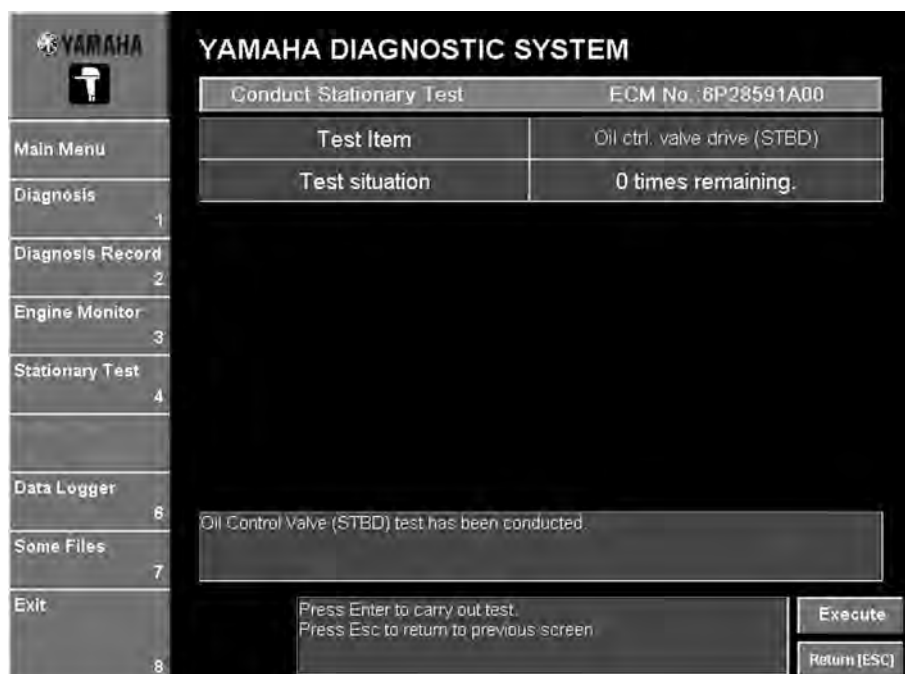 YAMAHA
YAMAHA DIAGNOSTIC SYSTEM
Conduct Stationary Test ECM No.:6P28591A00
Test Item Oil ctrl. valve drive (STBD)
Test situation 0 times remaining.
Main Menu
Diagnosis
1
Diagnosis Record
2
Engine Monitor
3
Stationary Test
4
Data Logger
6
Some Files
7
Exit
8
Oil Control Valve (STBD) test has been conducted.
Press Enter to carry out test.
Press Esc to return to previous screen
Execute
Return [ESC]